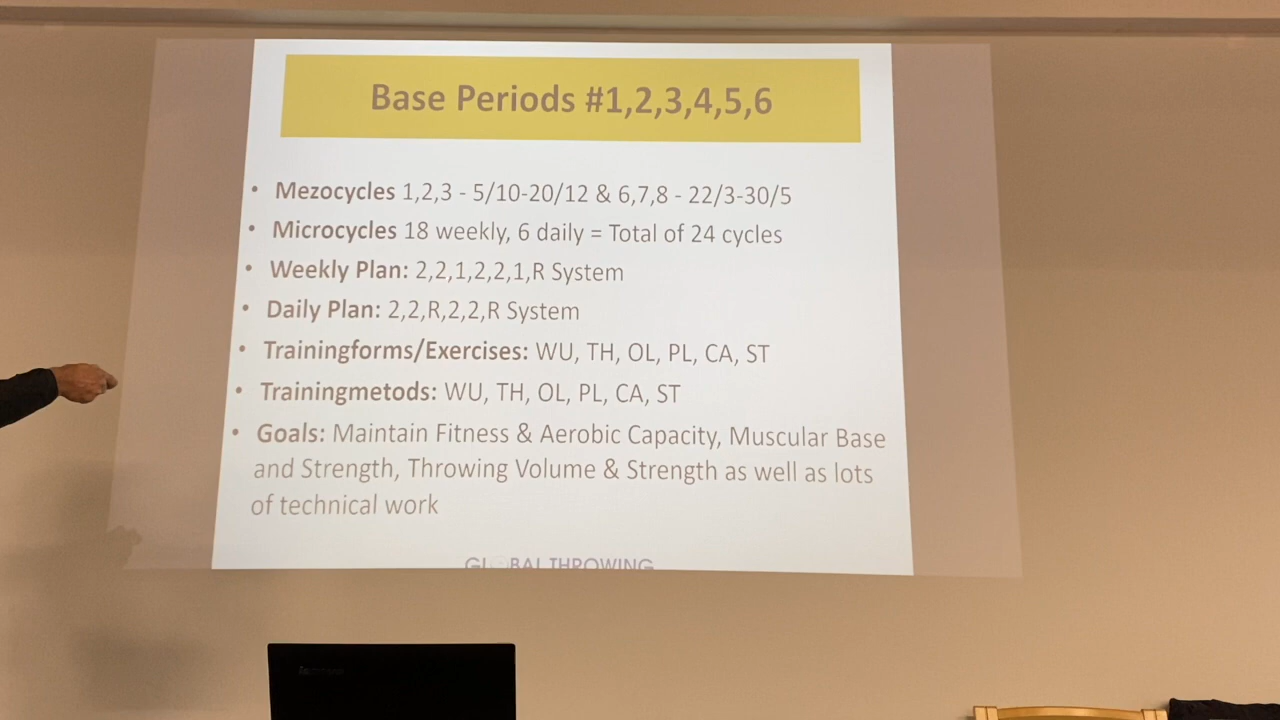 Base Periods #1,2,3,4,5,6
• Mezocycles 1,2,3 - 5/10-20/12 & 6,7,8 - 22/3-30/5
• Microcycles 18 weekly, 6 daily = Total of 24 cycles
• Weekly Plan: 2,2,1,2,2,1,R System
• Daily Plan: 2,2,R,2,2,R System
• Trainingforms/Exercises: WU, TH, OL, PL, CA, ST
• Trainingmetods: WU, TH, OL, PL, CA, ST
• Goals: Maintain Fitness & Aerobic Capacity, Muscular Base
and Strength, Throwing Volume & Strength as well as lots
of technical work
GLOBAL THROWING